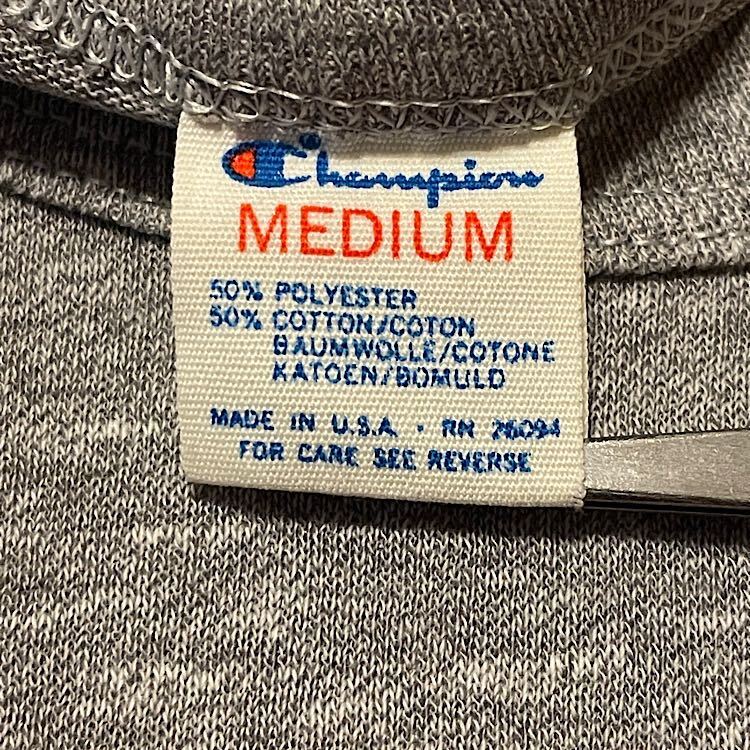 Champion
MEDIUM
50% POLYESTER
50% COTTON/COTON
BAUMWOLLE/COTONE
KATOEN/BOMULD
MADE IN U.S.A. · RN 26094
FOR CARE SEE REVERSE